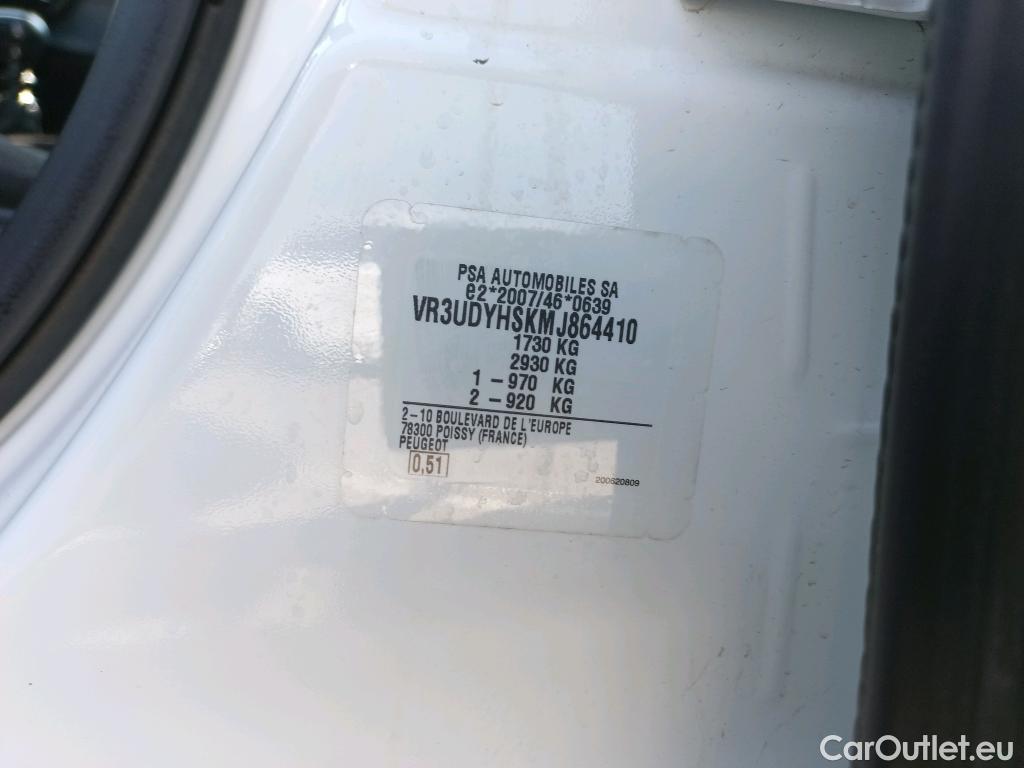 PSA AUTOMOBILES SA
e2*2007/46*0639
VR3UDYHSKMJ864410
1730 KG
2930 KG
1 – 970 KG
2 – 920 KG
2–10 BOULEVARD DE L'EUROPE
78300 POISSY (FRANCE)
PEUGEOT
0,51
200620809
CarOutlet.eu